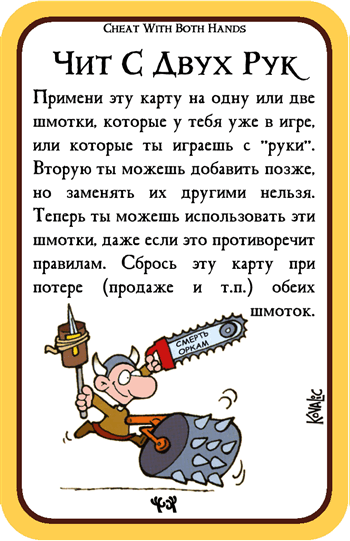 Cheat With Both Hands
Чит С Двух Рук
Примени эту карту на одну или две
шмотки, которые у тебя уже в игре,
или которые ты играешь с "руки".
Вторую ты можешь добавить позже,
но заменять их другими нельзя.
Теперь ты можешь использовать эти
шмотки, даже если это противоречит
правилам. Сбрось эту карту при
потере (продаже и т.п.) обеих
шмоток.
СМЕРТЬ
ОРКАМ
Kovalic